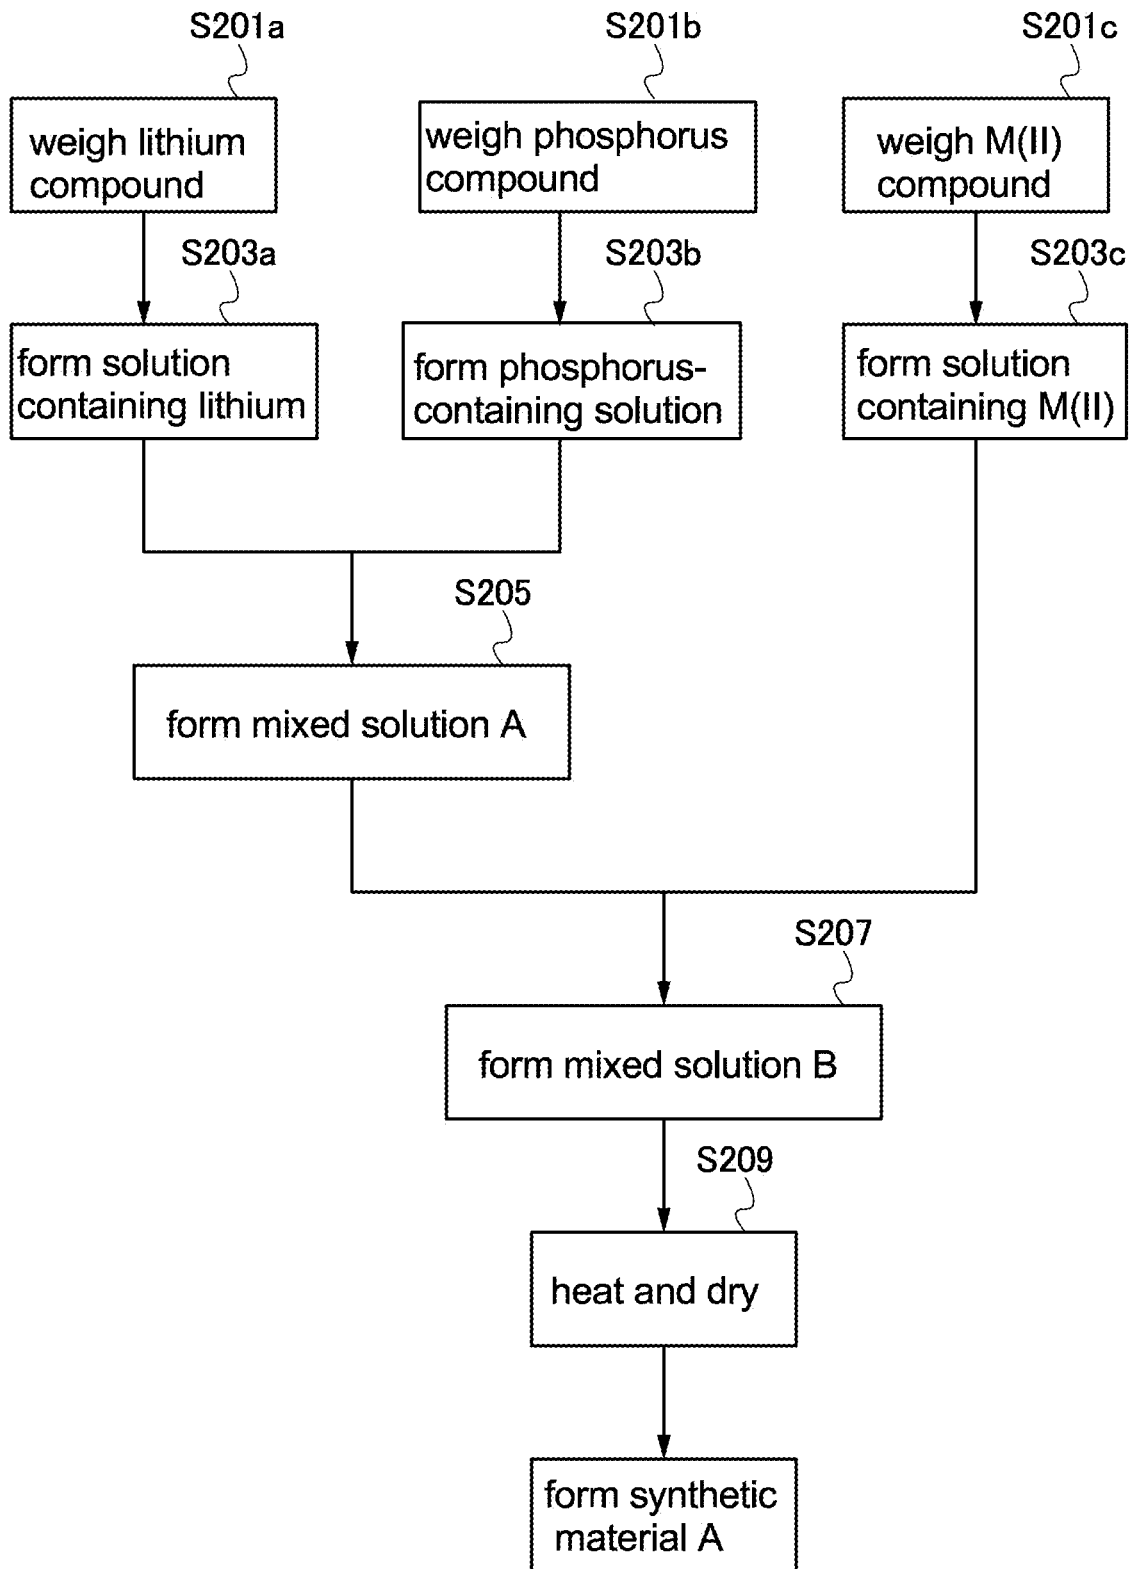 S201a
S201b
S201c
weigh lithium
compound
weigh phosphorus
compound
weigh M(II)
compound
S203a
S203b
S203c
form solution
containing lithium
form phosphorus-
containing solution
form solution
containing M(II)
S205
form mixed solution A
S207
form mixed solution B
S209
heat and dry
form synthetic
material A